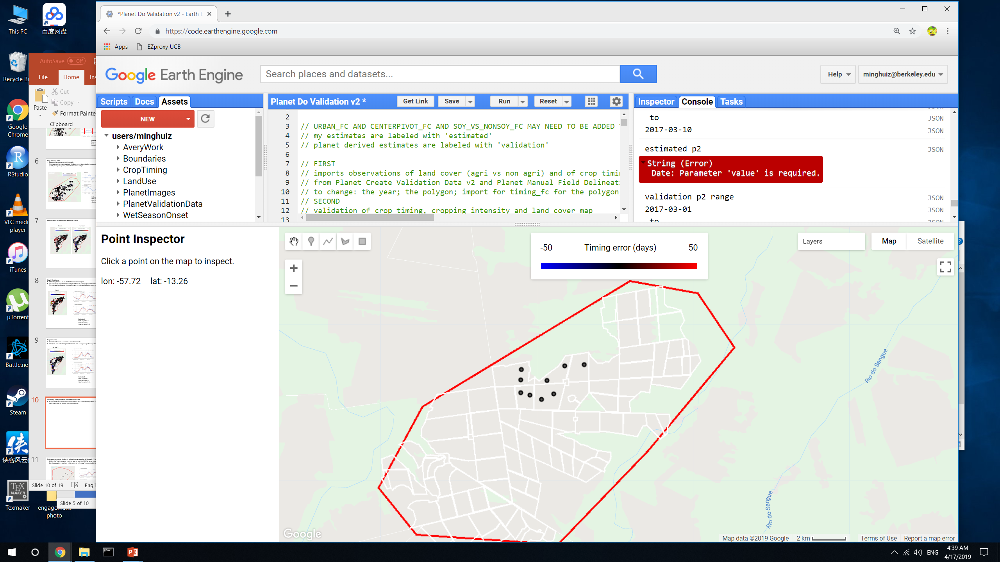 This PC
百度网盘
Recycle Bi
Google
Chrome
RStudio
VLC medi
player
iTunes
µTorrent
Battle.ne
Steam
Texmaker
engagement
photo
AutoSave Off
File Home Ins
Paste
Cut
Copy
Format Painte
Clipboard
6
7
8
9
10
11
Slide 10 of 19 Engli
Slide 5 of 10
*Planet Do Validation v2 - Earth E
https://code.earthengine.google.com
Apps EZproxy UCB
Google Earth Engine
Search places and datasets...
Help
minghuiz@berkeley.edu
Scripts Docs Assets
NEW
users/minghuiz
AveryWork
Boundaries
CropTiming
LandUse
PlanetImages
PlanetValidationData
WetSeasonOnset
Planet Do Validation v2 *
Get Link Save Run Reset
2
3 // URBAN_FC AND CENTERPIVOT_FC AND SOY_VS_NONSOY_FC MAY NEED TO BE ADDED
4 // my estimates are labeled with 'estimated'
5 // planet derived estimates are labeled with 'validation'
6
7 // FIRST
8 // imports observations of land cover (agri vs non agri) and of crop timin
9 // from Planet Create Validation Data v2 and Planet Manual Field Delineati
10 // to change: the year; the polygon; import for timing_fc for the polygon
11 // SECOND
12 // validation of crop timing, cropping intensity and land cover map
13
Inspector Console Tasks
to JSON
2017-03-10 JSON
estimated p2 JSON
String (Error)
Date: Parameter 'value' is required.
validation p2 range JSON
2017-03-01 JSON
to JSON
Point Inspector
Click a point on the map to inspect.
lon: -57.72 lat: -13.26
-50 Timing error (days) 50
Layers
Map Satellite
Rio do Sangue
Rio do Sangue
Google
Map data ©2019 Google 2 km Terms of Use Report a map error
ENG
4:39 AM
4/17/2019